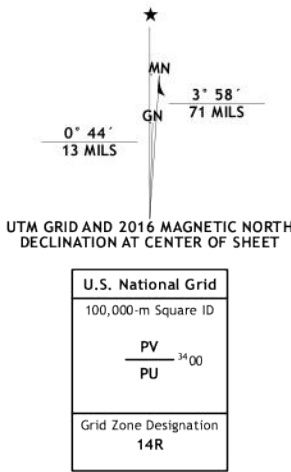 MN
3° 58´
71 MILS
GN
0° 44´
13 MILS
UTM GRID AND 2016 MAGNETIC NORTH
DECLINATION AT CENTER OF SHEET
U.S. National Grid
100,000-m Square ID
PV
3400
PU
Grid Zone Designation
14R